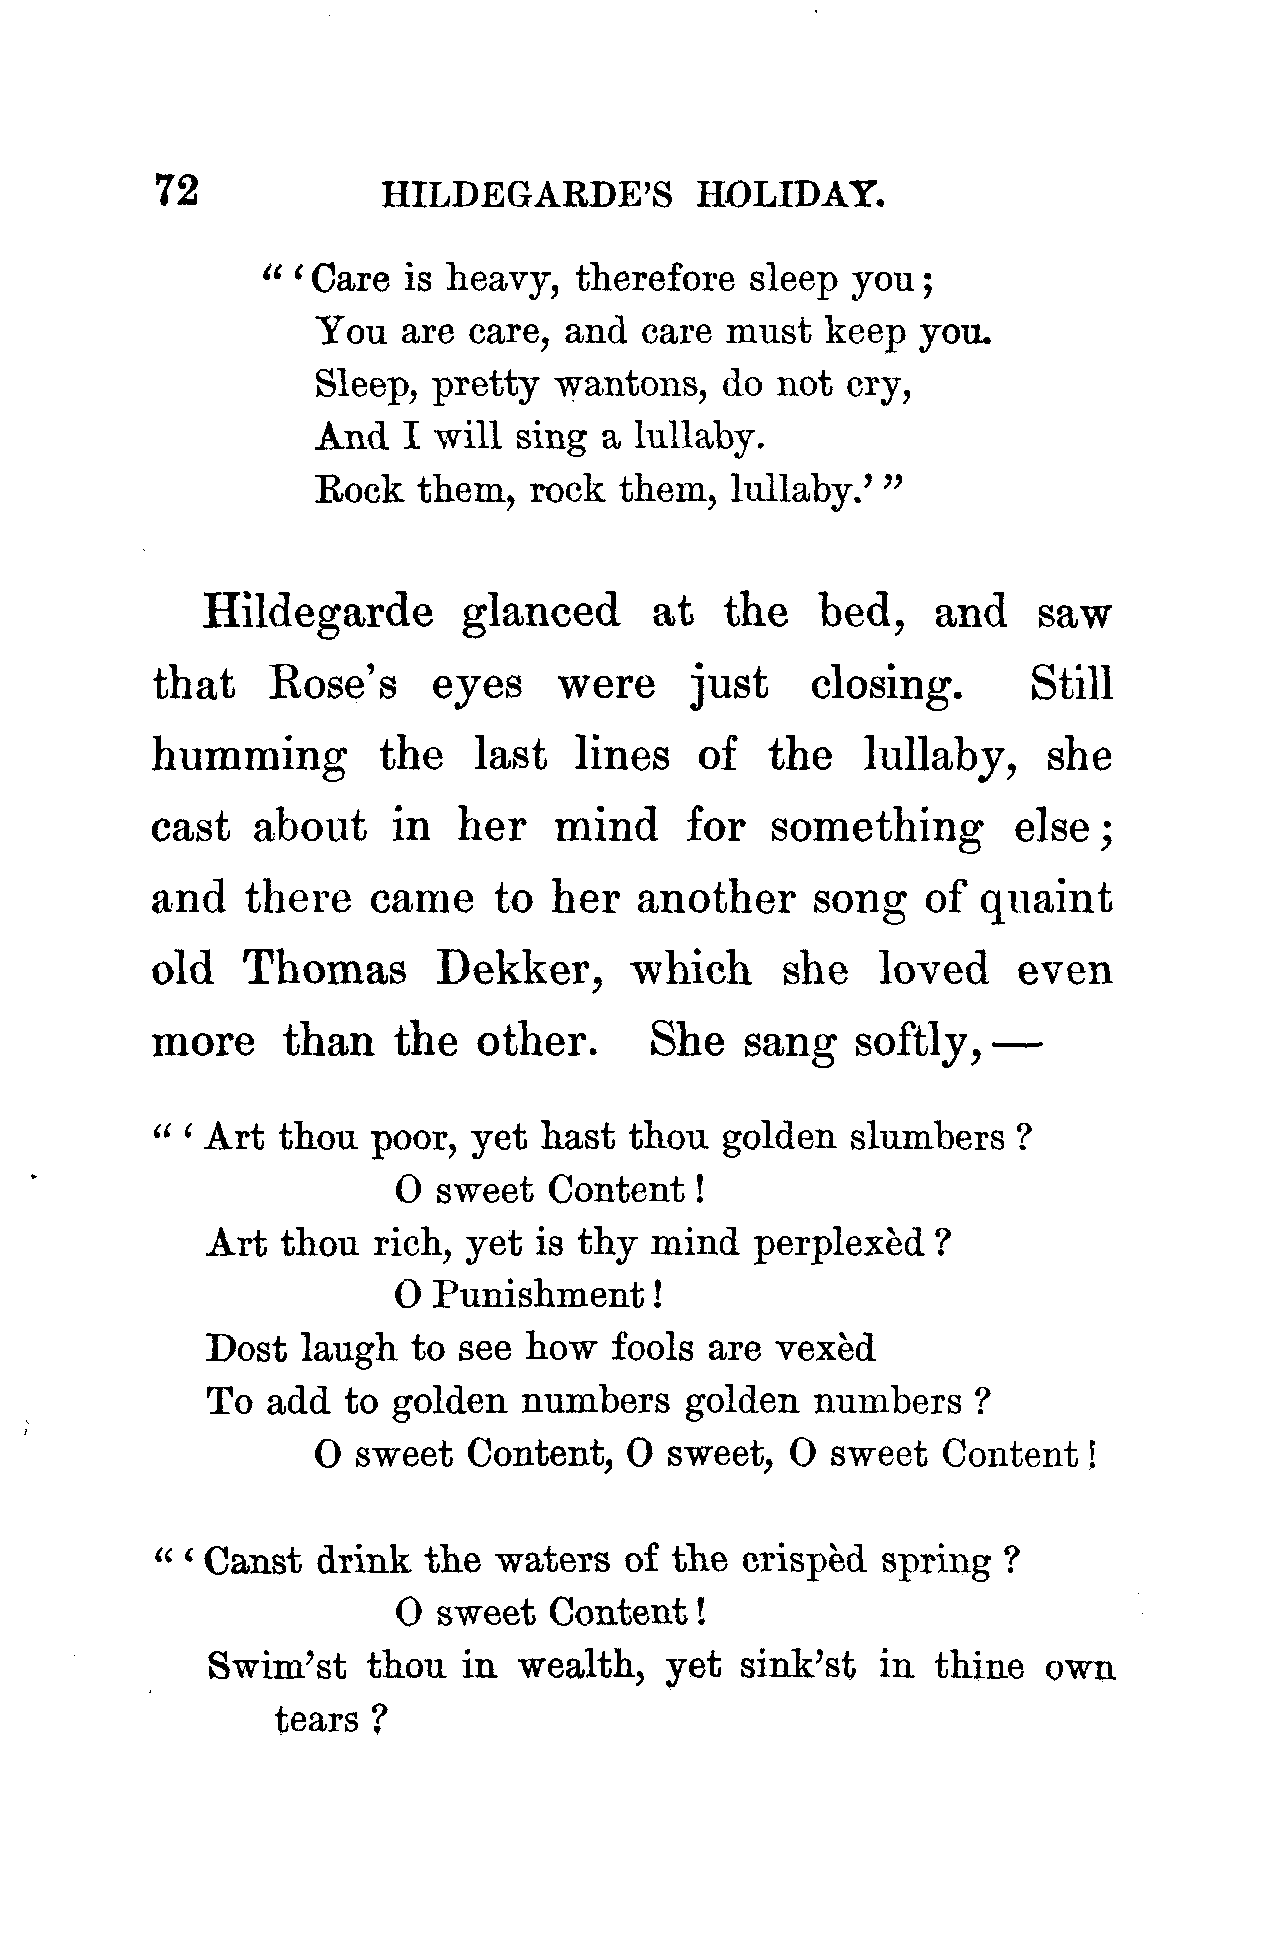 72 HILDEGARDE'S HOLIDAY.
“ ‘Care is heavy, therefore sleep you;
You are care, and care must keep you.
Sleep, pretty wantons, do not cry,
And I will sing a lullaby.
Rock them, rock them, lullaby.’ ”
Hildegarde glanced at the bed, and saw
that Rose's eyes were just closing. Still
humming the last lines of the lullaby, she
cast about in her mind for something else;
and there came to her another song of quaint
old Thomas Dekker, which she loved even
more than the other. She sang softly,—
“ ‘Art thou poor, yet hast thou golden slumbers?
O sweet Content!
Art thou rich, yet is thy mind perplexèd?
O Punishment!
Dost laugh to see how fools are vexèd
To add to golden numbers golden numbers?
O sweet Content, O sweet, O sweet Content!
“ ‘Canst drink the waters of the crispèd spring?
O sweet Content!
Swim'st thou in wealth, yet sink'st in thine own
tears?